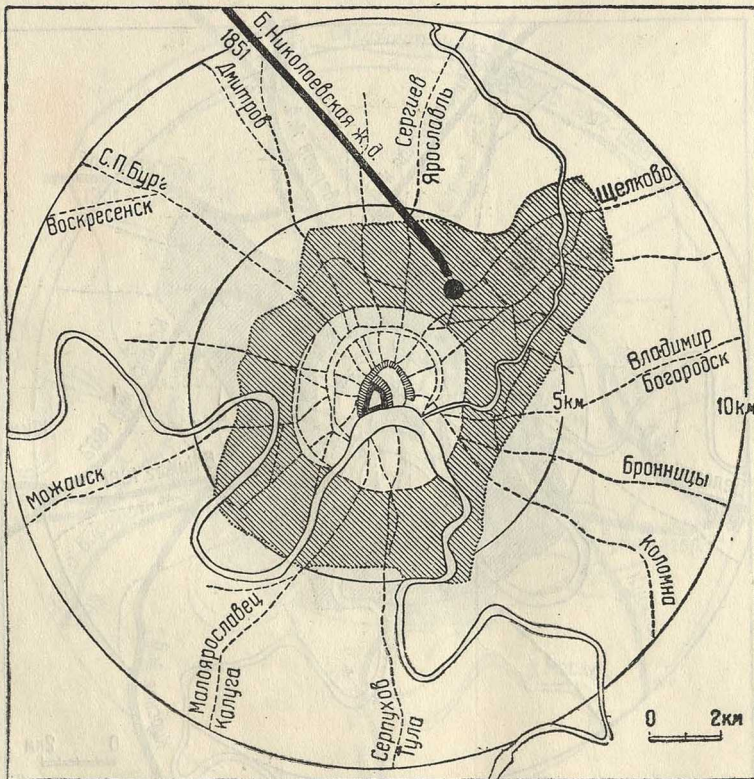 Б. Николаевская Ж.д.
1851
Дмитров
Сергиев
Ярославль
С.П. Бург
Воскресенск
Щелково
Владимир
Богородск
5км
10км
Можаиск
Бронницы
Коломна
Малоярославец
Калуга
Серпухов
Тула
0 2км